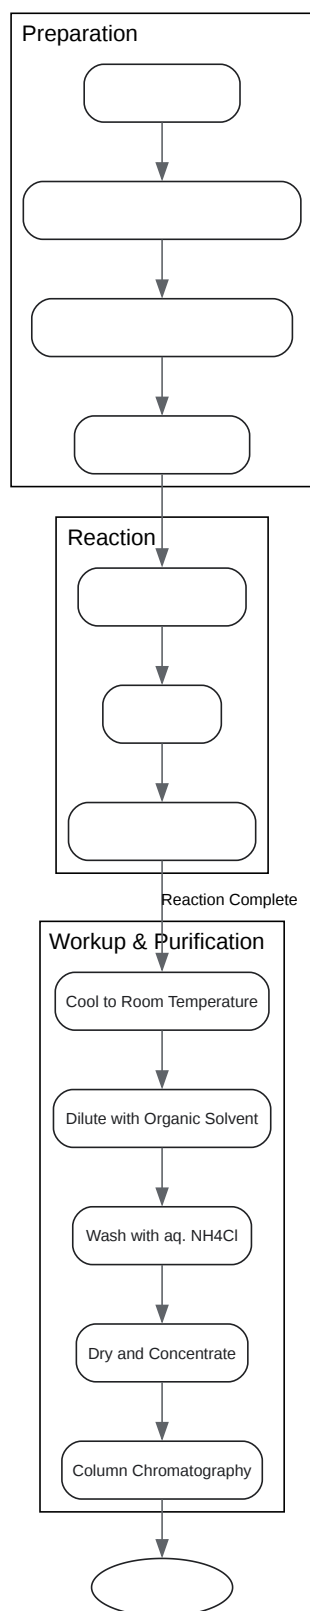 Preparation
Reaction
Reaction Complete
Workup & Purification
Cool to Room Temperature
Dilute with Organic Solvent
Wash with aq. NH4Cl
Dry and Concentrate
Column Chromatography